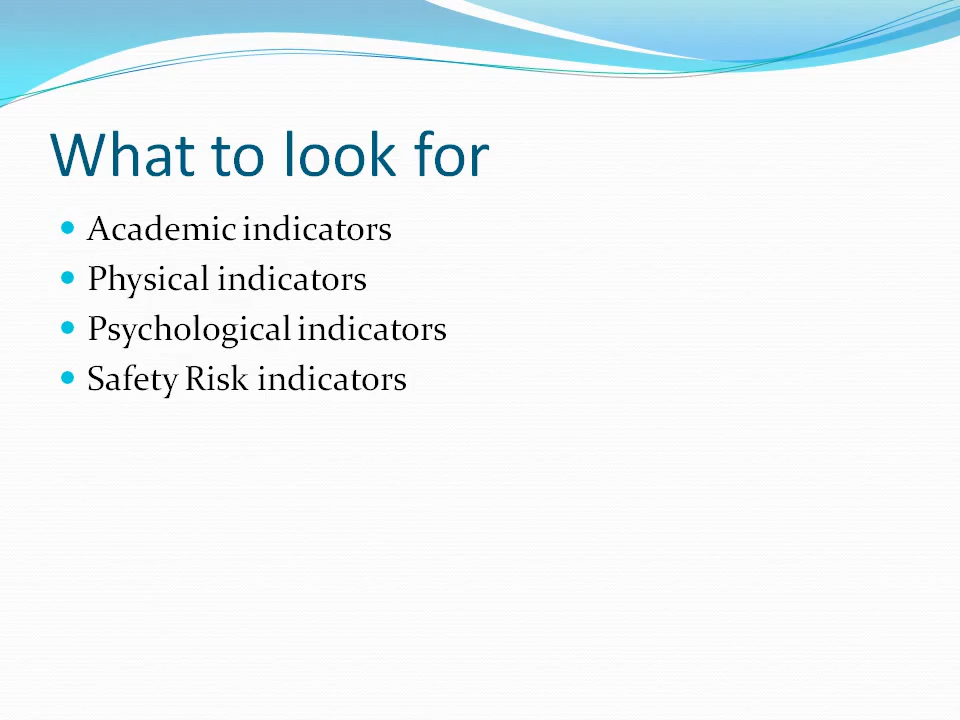 What to look for
Academic indicators
Physical indicators
Psychological indicators
Safety Risk indicators